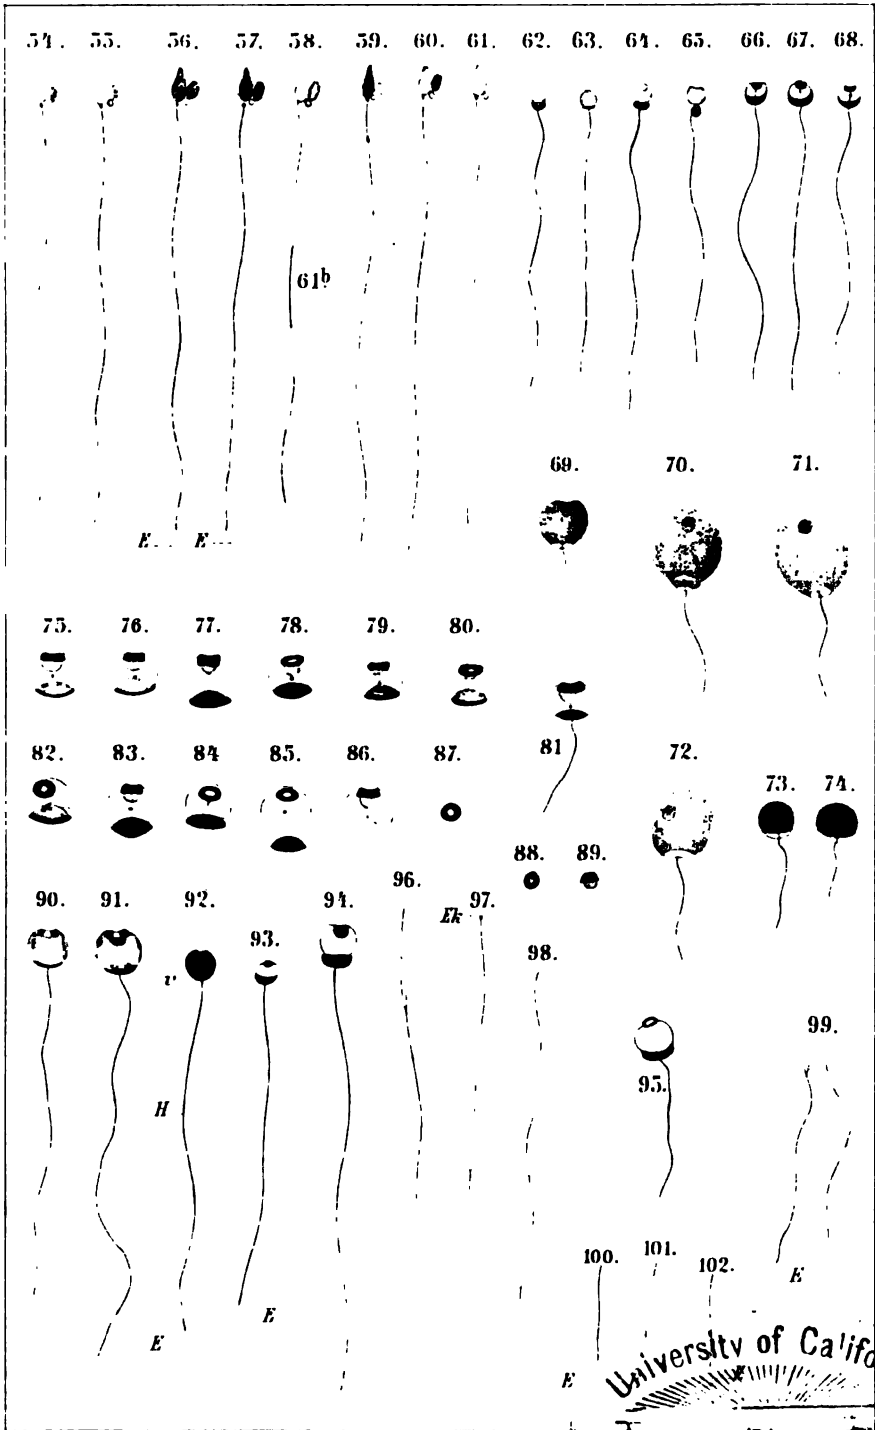 54. 55. 56. 57. 58. 59. 60. 61. 62. 63. 64. 65. 66. 67. 68.
61b
69. 70. 71.
E E
75. 76. 77. 78. 79. 80.
81
82. 83. 84 85. 86. 87. 72. 73. 74.
88. 89.
90. 91. 92. 93. 94. 96. Ek 97.
98.
v
99.
95.
H
100. 101. 102.
E
E
E
E
University of Califo